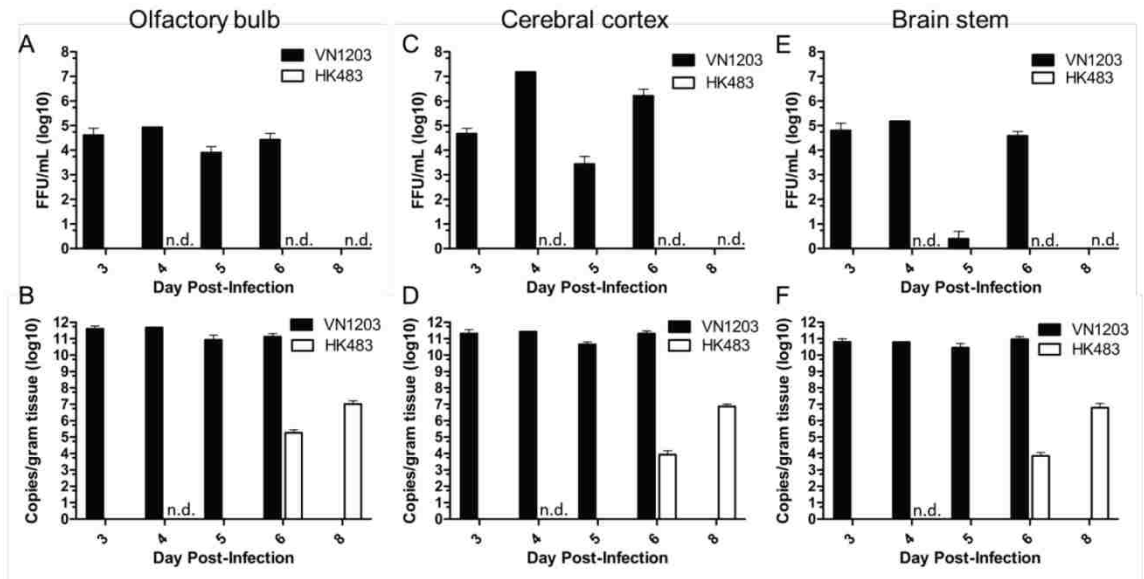 Olfactory bulb
Cerebral cortex
Brain stem
A
8
7
6
5
4
3
2
1
0
FFU/mL (log10)
VN1203
HK483
n.d.
n.d.
n.d.
3
4
5
6
8
Day Post-Infection
C
8
7
6
5
4
3
2
1
0
FFU/mL (log10)
VN1203
HK483
n.d.
n.d.
n.d.
3
4
5
6
8
Day Post-Infection
E
8
7
6
5
4
3
2
1
0
FFU/mL (log10)
VN1203
HK483
n.d.
n.d.
n.d.
3
4
5
6
8
Day Post-Infection
B
12
11
10
9
8
7
6
5
4
3
2
1
0
Copies/gram tissue (log10)
VN1203
HK483
n.d.
3
4
5
6
8
Day Post-Infection
D
12
11
10
9
8
7
6
5
4
3
2
1
0
Copies/gram tissue (log10)
VN1203
HK483
n.d.
3
4
5
6
8
Day Post-Infection
F
12
11
10
9
8
7
6
5
4
3
2
1
0
Copies/gram tissue (log10)
VN1203
HK483
n.d.
3
4
5
6
8
Day Post-Infection